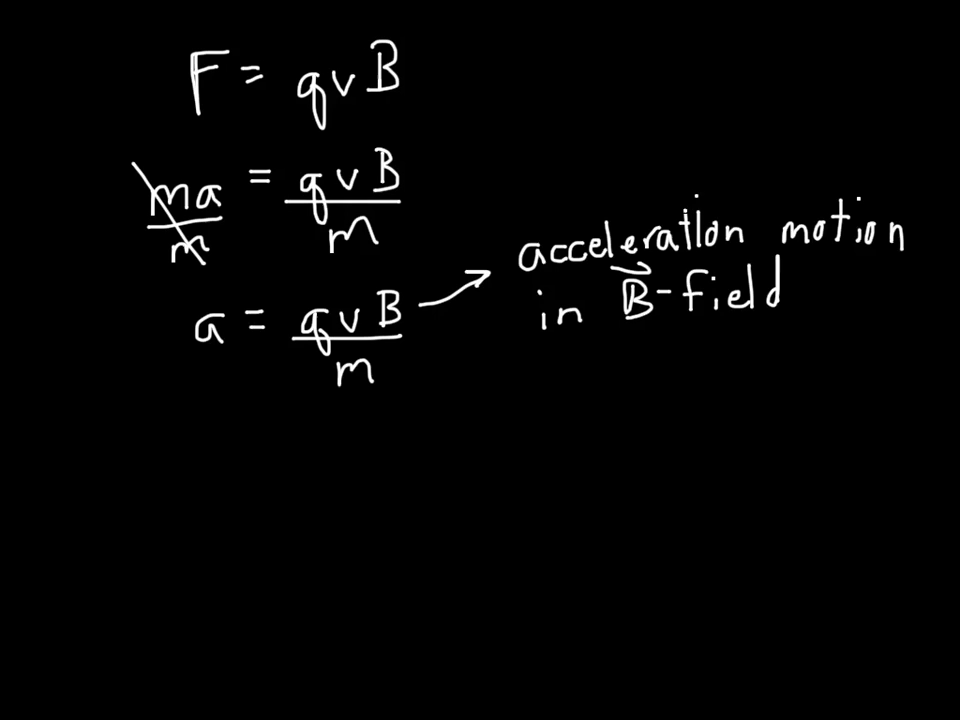 F = qvB
ma/m = qvB/m
a = qvB/m → acceleration motion
in B⃗-field